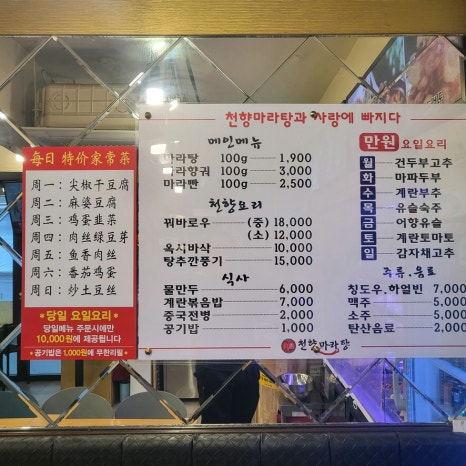 每日 特价家常菜
周一：尖椒干豆腐
周二：麻婆豆腐
周三：鸡蛋韭菜
周四：肉丝绿豆芽
周五：鱼香肉丝
周六：番茄鸡蛋
周日：炒土豆丝
* 당일 요일요리 *
당일메뉴 주문시에만
10,000원에 제공됩니다
*공기밥은 1,000원에 무한리필*
천향마라탕과 사랑에 빠지다
메인메뉴
마라탕 100g 1,900
마라향궈 100g 3,000
마라빤 100g 2,500
천향요리
꿔바로우 (중) 18,000
(소) 12,000
옥시바삭 10,000
탕추깐풍기 15,000
식사
물만두 6,000
계란볶음밥 7,000
중국전병 2,000
공기밥 1,000
만원 요일요리
월 건두부고추
화 마파두부
수 계란부추
목 유슬숙주
금 어향유슬
토 계란토마토
일 감자채고추
주류.음료
칭도우.하얼빈 7,000
맥주 5,000
소주 5,000
탄산음료 2,000
천향마라탕